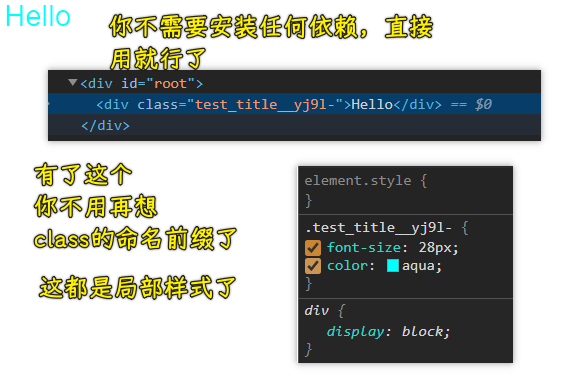 Hello
你不需要安装任何依赖，直接
用就行了
<div id="root">
<div class="test_title__yj9l-">Hello</div> == $0
</div>
有了这个
你不用再想
class的命名前缀了
这都是局部样式了
element.style {
}
.test_title__yj9l- {
font-size: 28px;
color: aqua;
}
div {
display: block;
}